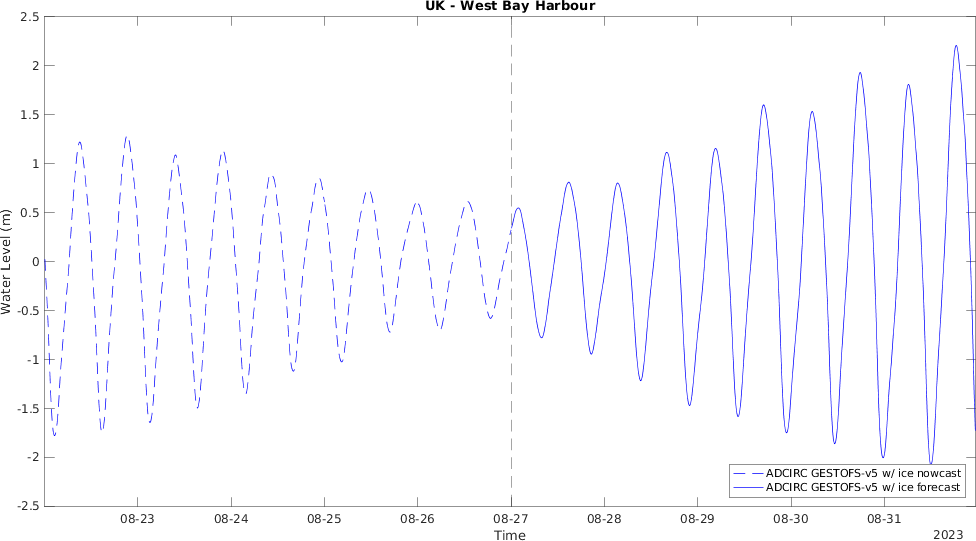 UK - West Bay Harbour
Water Level (m)
2.5
2
1.5
1
0.5
0
-0.5
-1
-1.5
-2
-2.5
ADCIRC GESTOFS-v5 w/ ice nowcast
ADCIRC GESTOFS-v5 w/ ice forecast
08-23 08-24 08-25 08-26 08-27 08-28 08-29 08-30 08-31
Time
2023